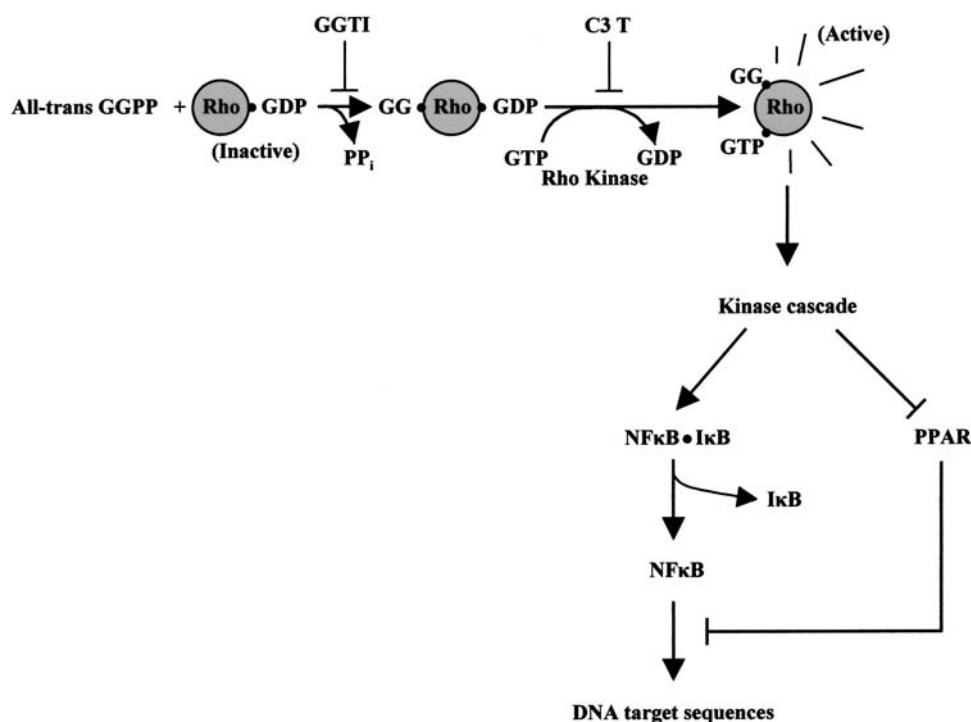 GGTI
C3 T
(Active)
All-trans GGPP + Rho • GDP
GG • Rho • GDP
GG
Rho
GTP
(Inactive)
PPi
GTP
GDP
Rho Kinase
Kinase cascade
NFκB • IκB
PPAR
IκB
NFκB
DNA target sequences